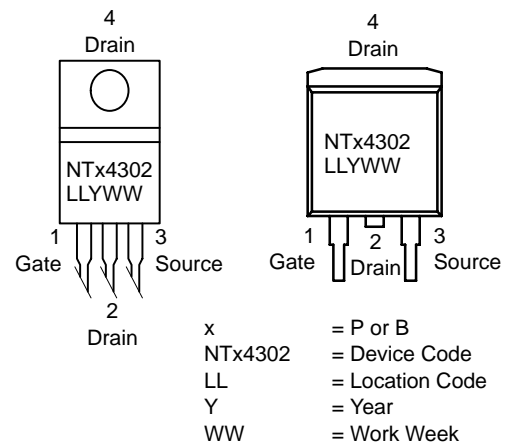 4
Drain
NTx4302
LLYWW
1
Gate
3
Source
2
Drain
4
Drain
NTx4302
LLYWW
1
Gate
2
Drain
3
Source
x = P or B
NTx4302 = Device Code
LL = Location Code
Y = Year
WW = Work Week